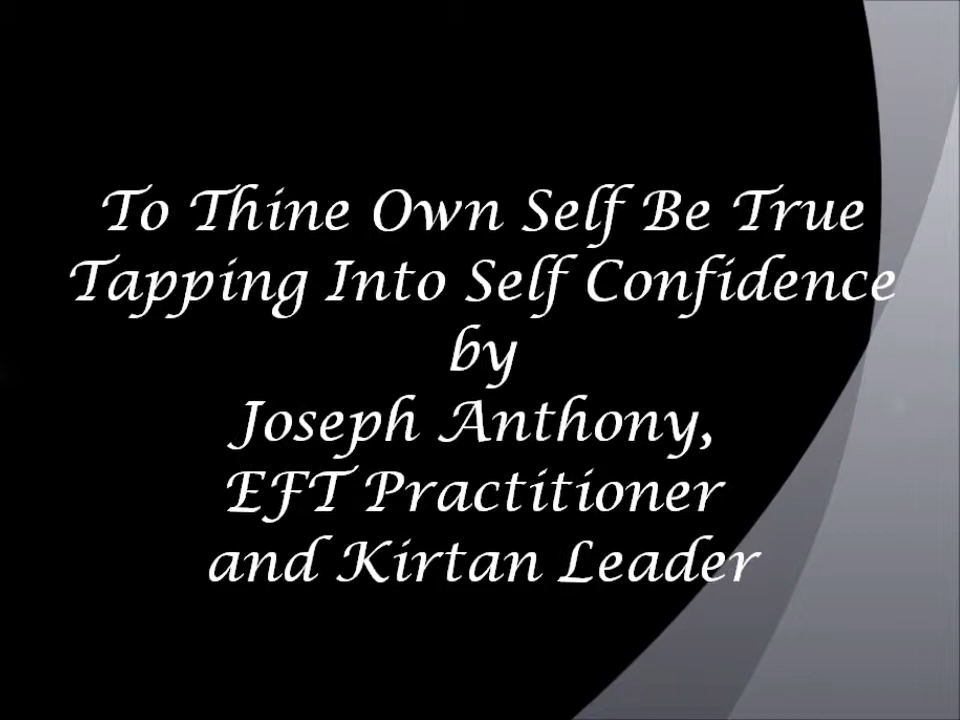 To Thine Own Self Be True
Tapping Into Self Confidence
by
Joseph Anthony,
EFT Practitioner
and Kirtan Leader